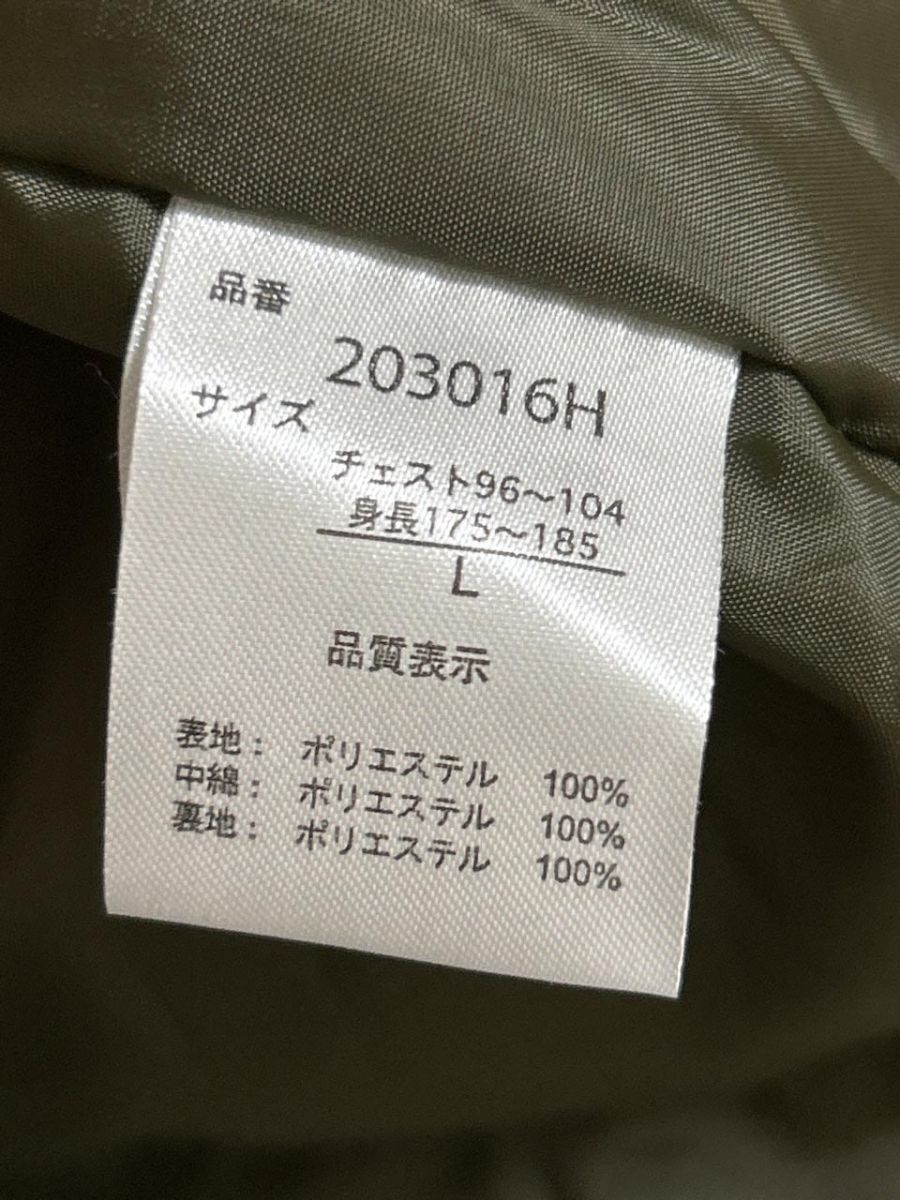 品番
203016H
サイズ
チェスト96～104
身長175～185
L
品質表示
表地： ポリエステル 100%
中綿： ポリエステル 100%
裏地： ポリエステル 100%